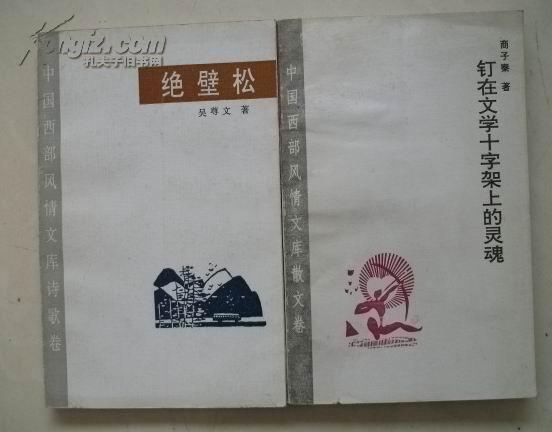 kongfz.com
孔夫子旧书网
中国西部风情文库诗歌卷
绝壁松
吴尊文 著
中国西部风情文库散文卷
商子秦 著
钉在文学十字架上的灵魂